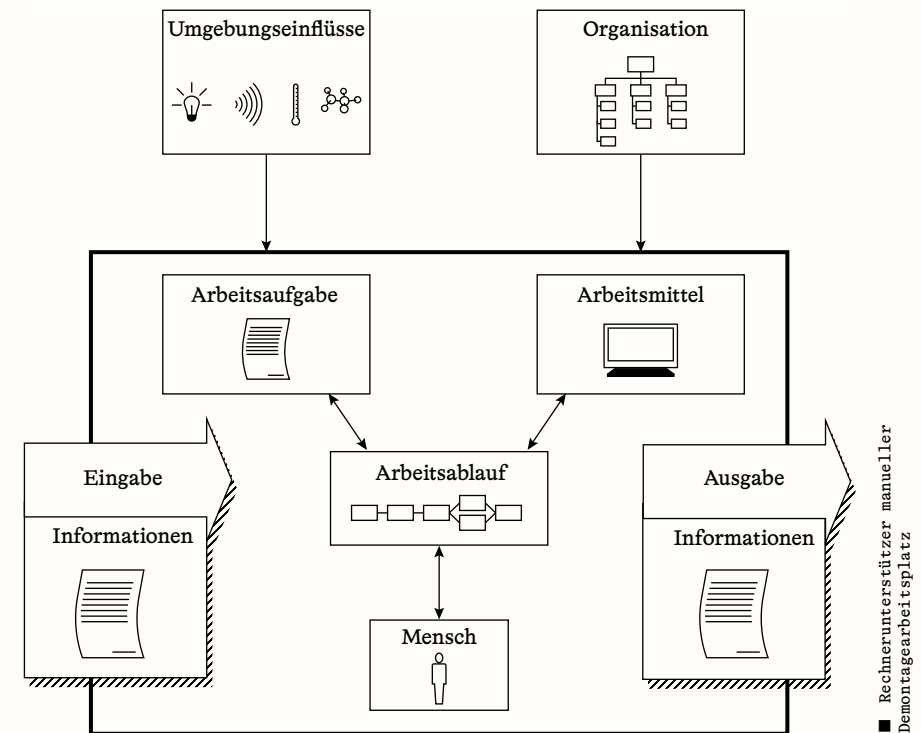 Umgebungseinflüsse
Organisation
Arbeitsaufgabe
Arbeitsmittel
Eingabe
Arbeitsablauf
Ausgabe
Informationen
Informationen
Mensch
■ Rechnerunterstützer manueller
Demontagearbeitsplatz